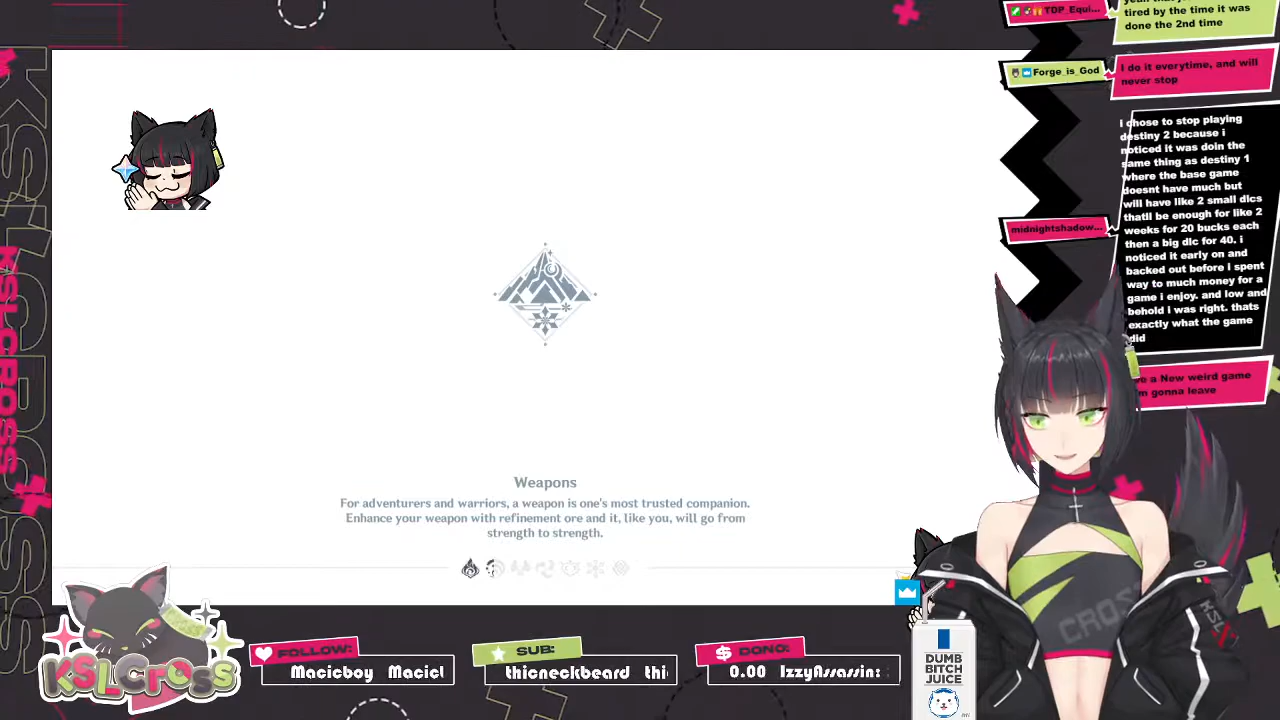 TOP_Equi...
tired by the time it was
done the 2nd time
Forge_is_God
I do it everytime, and will
never stop
midnightshadow...
I chose to stop playing
destiny 2 because i
noticed it was doin the
same thing as destiny 1
where the base game
doesnt have much but
will have like 2 small dlcs
thatll be enough for like 2
weeks for 20 bucks each
then a big dlc for 40. i
noticed it early on and
backed out before I spent
way to much money for a
game i enjoy. and low and
behold I was right. thats
exactly what the game
did
e a New weird game
m gonna leave
Weapons
For adventurers and warriors, a weapon is one's most trusted companion.
Enhance your weapon with refinement ore and it, like you, will go from
strength to strength.
KSLCROSS
CROSS
KSLCross
FOLLOW:
Macicboy Macicl
SUB:
thicneckbeard thi
DONO:
0.00 IzzyAssassin:
DUMB
BITCH
JUICE